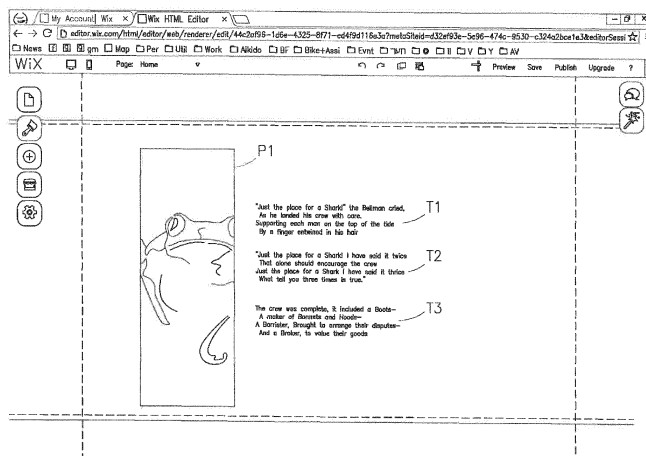 My Account| Wix × Wix HTML Editor ×
editor.wix.com/html/editor/web/renderer/edit/44c2af96-1d6e-4325-8f71-cd4f9d118e3a?metaSiteid=d32ef93e-5e96-474c-9530-c324a2bce1e3&editorSessi
News gm Map Per Util Work Aikido BF Bike+Assi Evnt II V Y AV
WiX Page: Home Preview Save Publish Upgrade ?
P1
"Just the place for a Shark!" the Bellman cried,
As he landed his crew with care.
Supporting each man on the top of the tide
By a finger entwined in his hair
T1
"Just the place for a Shark! I have said it twice
That alone should encourage the crew
Just the place for a Shark I have said it thrice
What tell you three times is true."
T2
The crew was complete, it included a Boots—
A maker of Bonnets and Hoods—
A Barrister, Brought to arrange their disputes—
And a Broker, to value their goods
T3